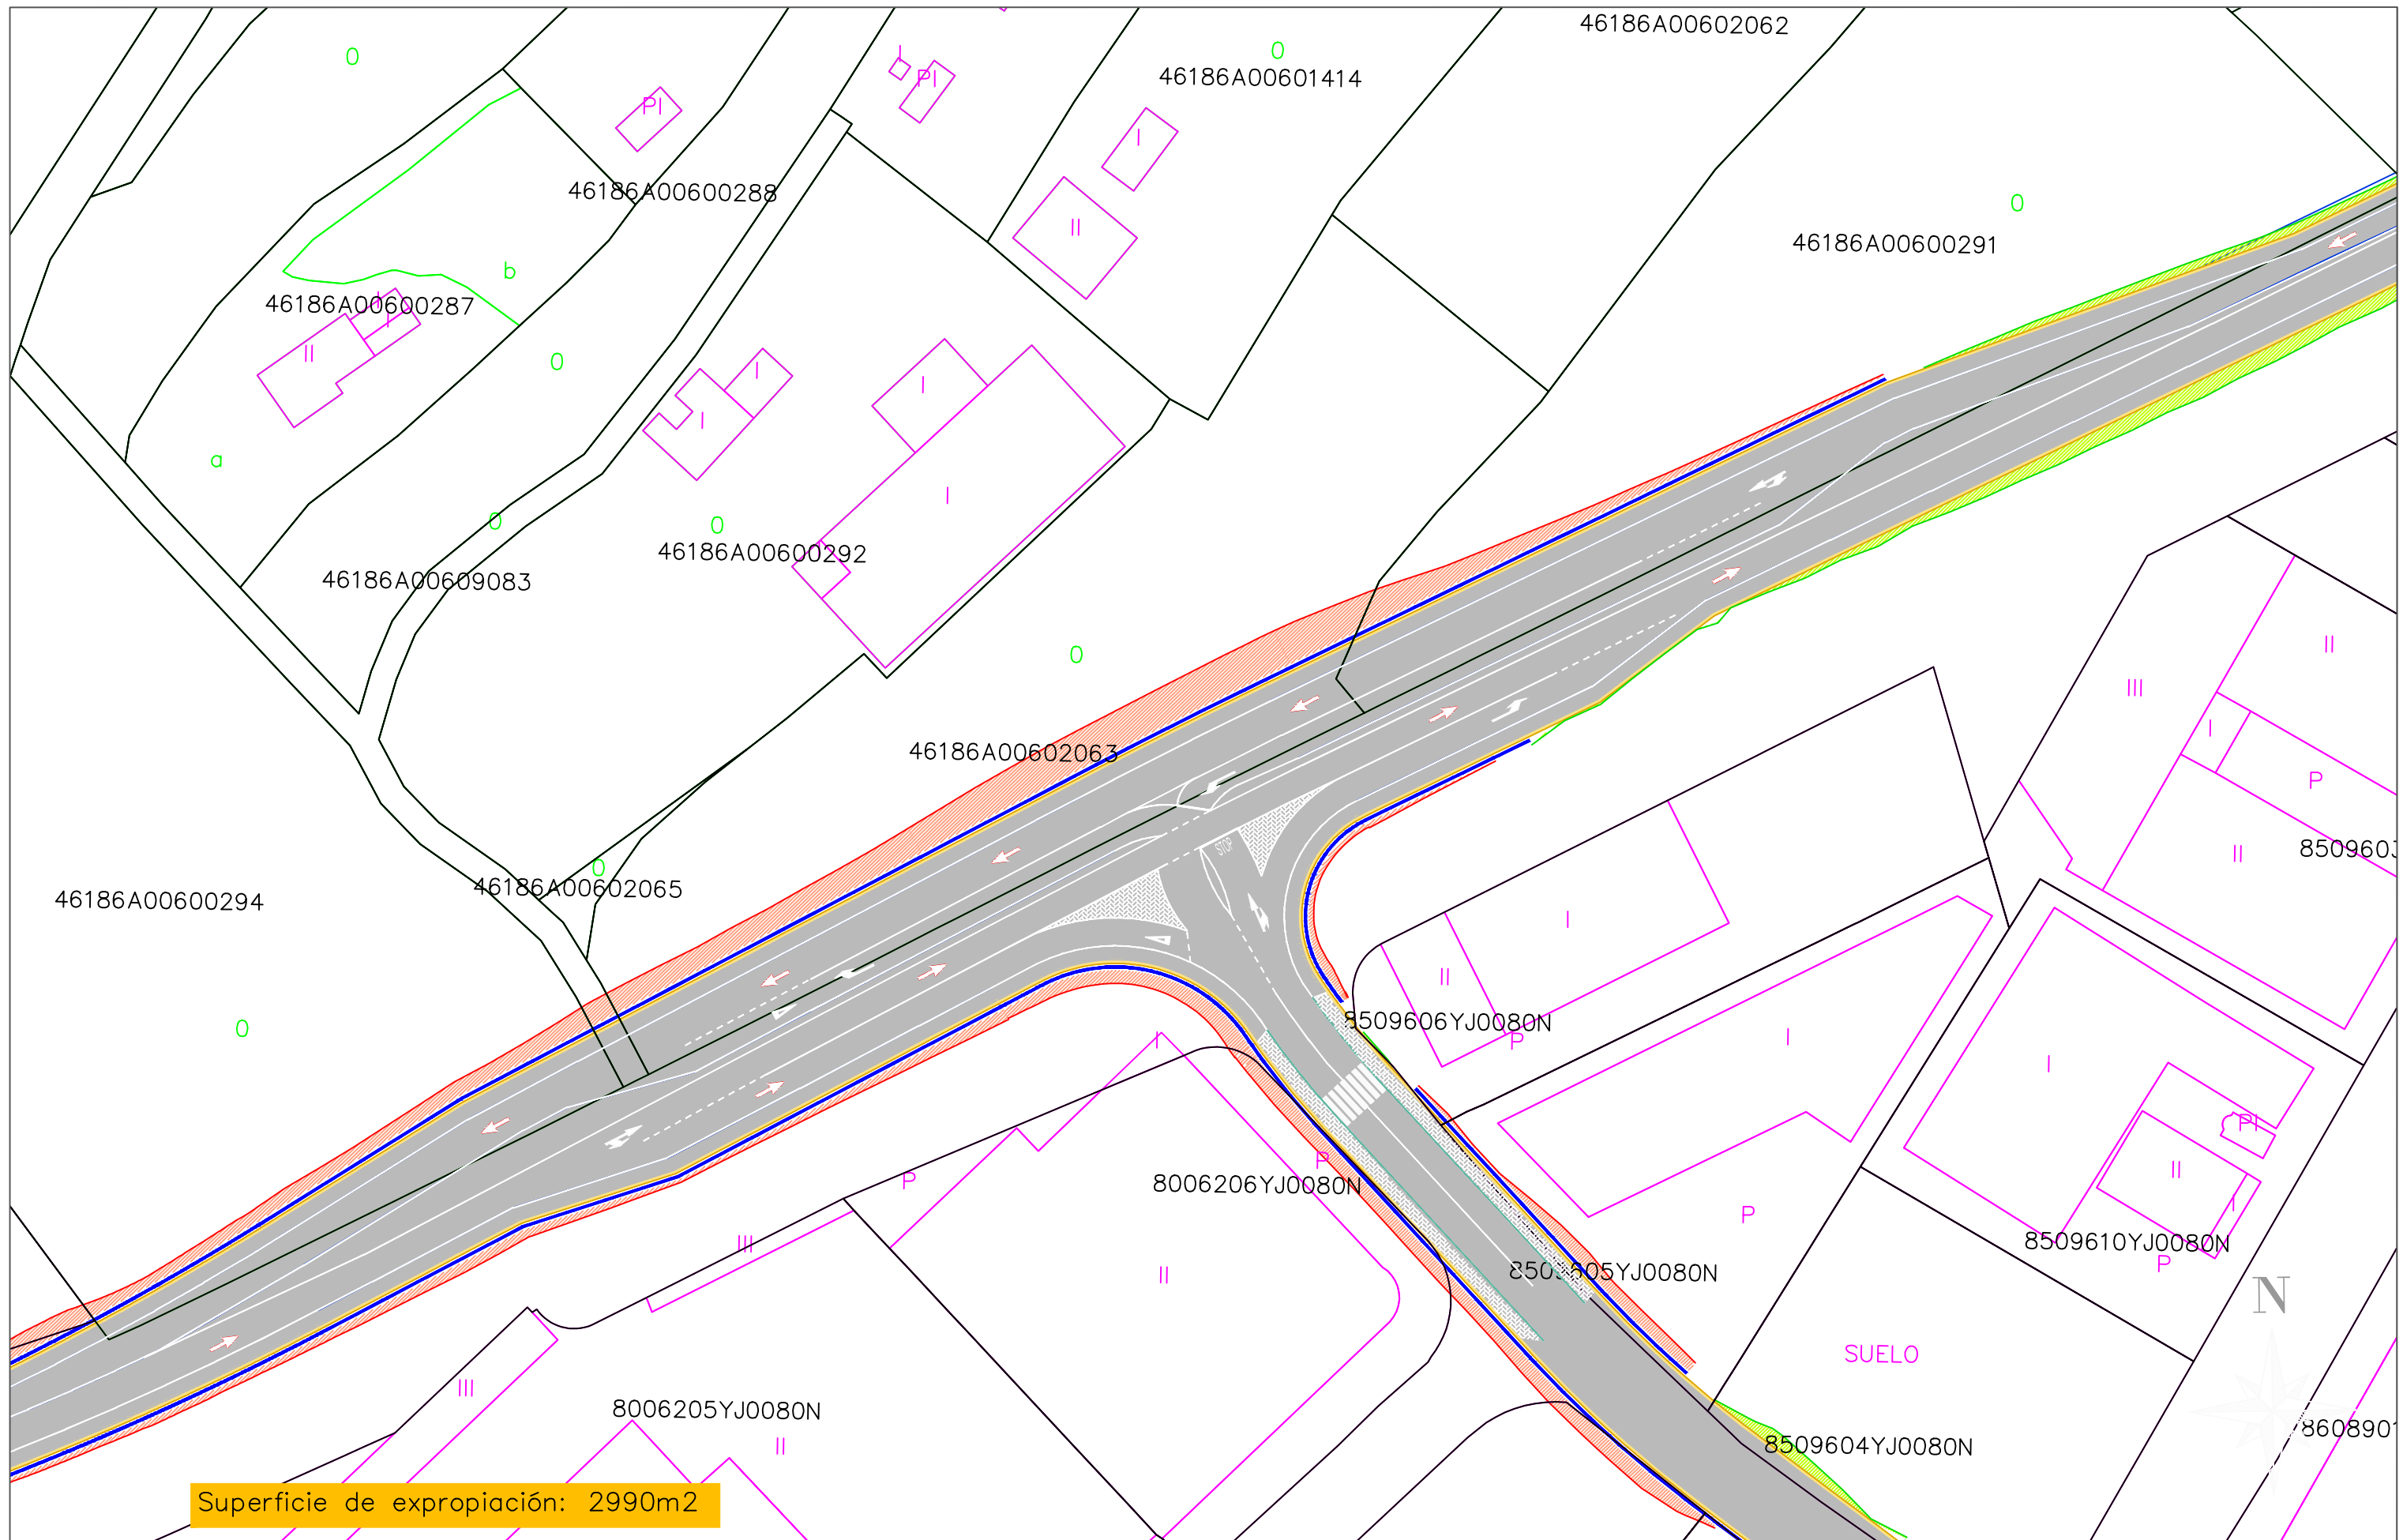 46186A00602062
0
0
46186A00601414
I
PI
PI
I
46186A00600288
0
II
46186A00600291
b
46186A00600287
I
I
II
0
I
I
I
a
I
0
0
46186A00600292
46186A00609083
0
II
III
I
46186A00602063
P
STOP
II
0
46186A00602065
46186A00600294
I
II
0
8509606YJ0080N
P
I
I
I
PI
P
8006206YJ0080N
II
P
I
P
III
8509610YJ0080N
P
II
N
SUELO
III
8006205YJ0080N
II
8509604YJ0080N
Superficie de expropiación: 2990m2